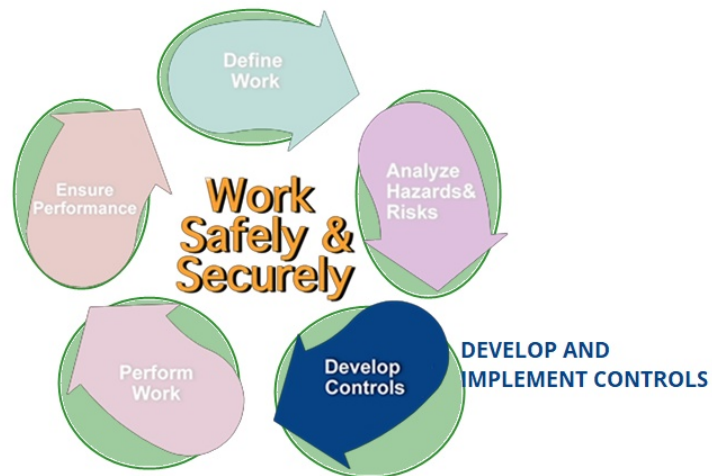 Define
Work
Analyze
Hazards&
Risks
Develop
Controls
DEVELOP AND
IMPLEMENT CONTROLS
Perform
Work
Ensure
Performance
Work
Safely &
Securely